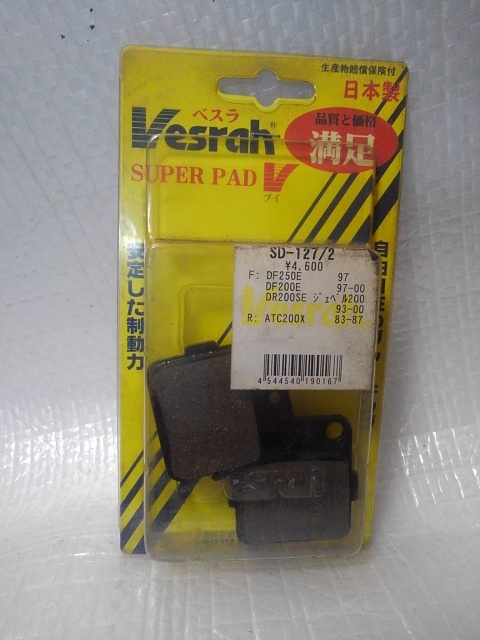 生産物賠償保険付
日本製
ベスラ
Vesrah®
品質と価格
満足
SUPER PAD V
ブイ
SD-127/2
¥4,600
F: DF250E 97
DF200E 97-00
DR200SE ジェベル200
93-00
R: ATC200X 83-87
4 544540 190167
安定した制動力
Vesrah